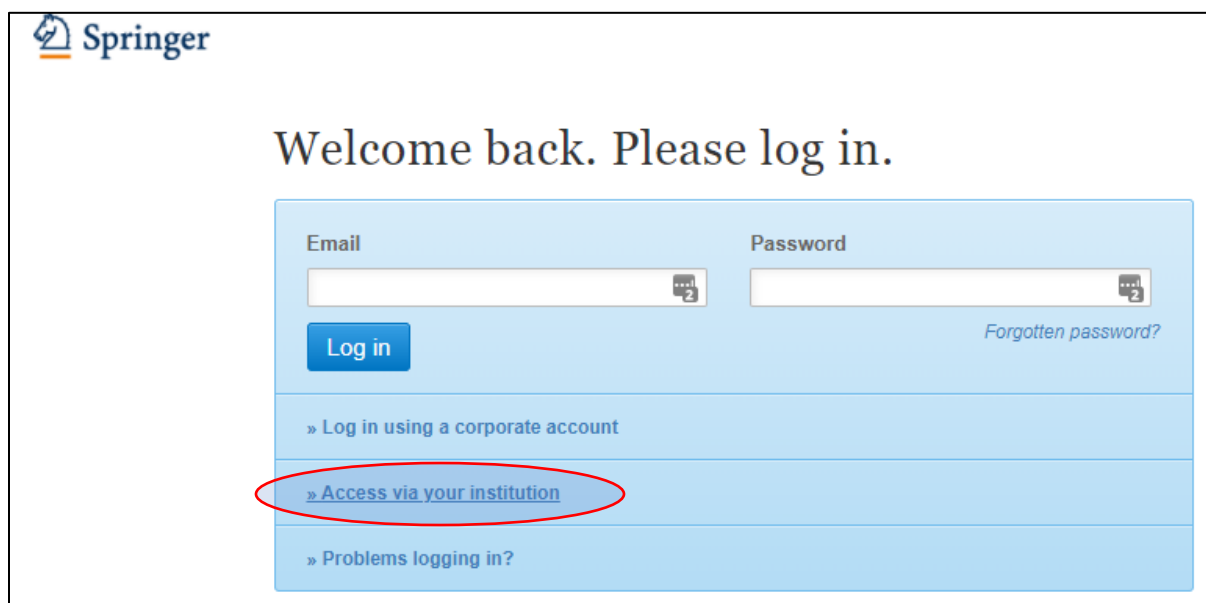 Springer
Welcome back. Please log in.
Email
Password
Log in
Forgotten password?
» Log in using a corporate account
» Access via your institution
» Problems logging in?